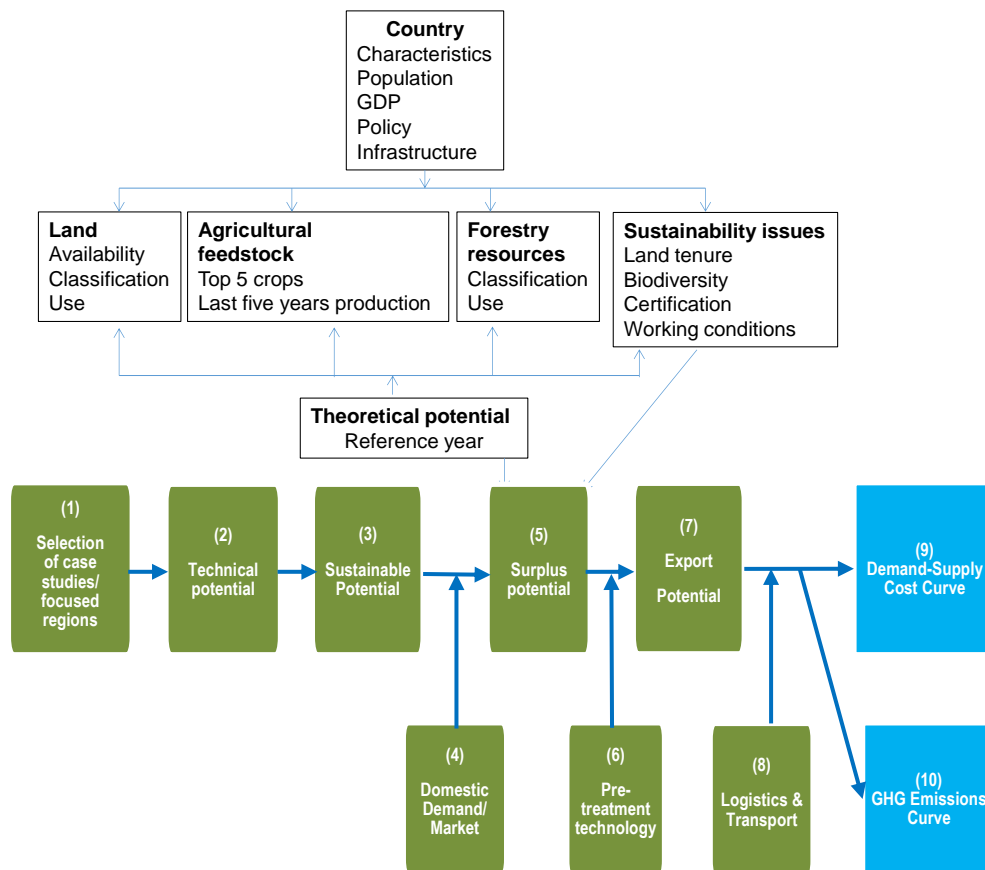 Country
Characteristics
Population
GDP
Policy
Infrastructure
Land
Availability
Classification
Use
Agricultural
feedstock
Top 5 crops
Last five years production
Forestry
resources
Classification
Use
Sustainability issues
Land tenure
Biodiversity
Certification
Working conditions
Theoretical potential
Reference year
(1)
Selection
of case
studies/
focused
regions
(2)
Technical
potential
(3)
Sustainable
Potential
(5)
Surplus
potential
(7)
Export
Potential
(9)
Demand-Supply
Cost Curve
(4)
Domestic
Demand/
Market
(6)
Pre-
treatment
technology
(8)
Logistics &
Transport
(10)
GHG Emissions
Curve